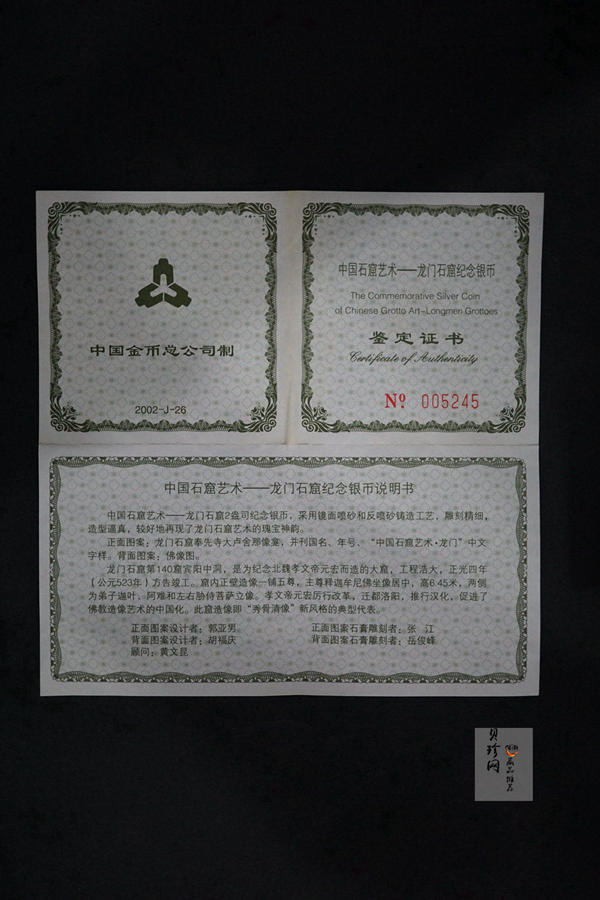 中国金币总公司制
2002-J-26
中国石窟艺术——龙门石窟纪念银币
The Commemorative Silver Coin
of Chinese Grotto Art-Longmen Grottoes
鉴定证书
Certificate of Authenticity
Nº 005245
中国石窟艺术——龙门石窟纪念银币说明书
中国石窟艺术——龙门石窟2盎司纪念银币，采用镜面喷砂和反喷砂铸造工艺，雕刻精细，
造型逼真，较好地再现了龙门石窟艺术的瑰宝神韵。
正面图案：龙门石窟奉先寺大卢舍那像龛，并刊国名、年号、“中国石窟艺术·龙门”中文
字样。背面图案：佛像图。
龙门石窟第140窟宾阳中洞，是为纪念北魏孝文帝元宏而造的大窟，工程浩大，正光四年
（公元523年）方告竣工。窟内正壁造像一铺五尊，主尊释迦牟尼佛坐像居中，高8.45米，两侧
为弟子迦叶、阿难和左右胁侍菩萨立像。孝文帝元宏厉行改革，迁都洛阳，推行汉化，促进了
佛教造像艺术的中国化。此窟造像即“秀骨清像”新风格的典型代表。
正面图案设计者：郭亚男 正面图案石膏雕刻者：张 江
背面图案设计者：胡福庆 背面图案石膏雕刻者：岳俊峰
顾问：黄文昆
贝珍网
藏品推荐